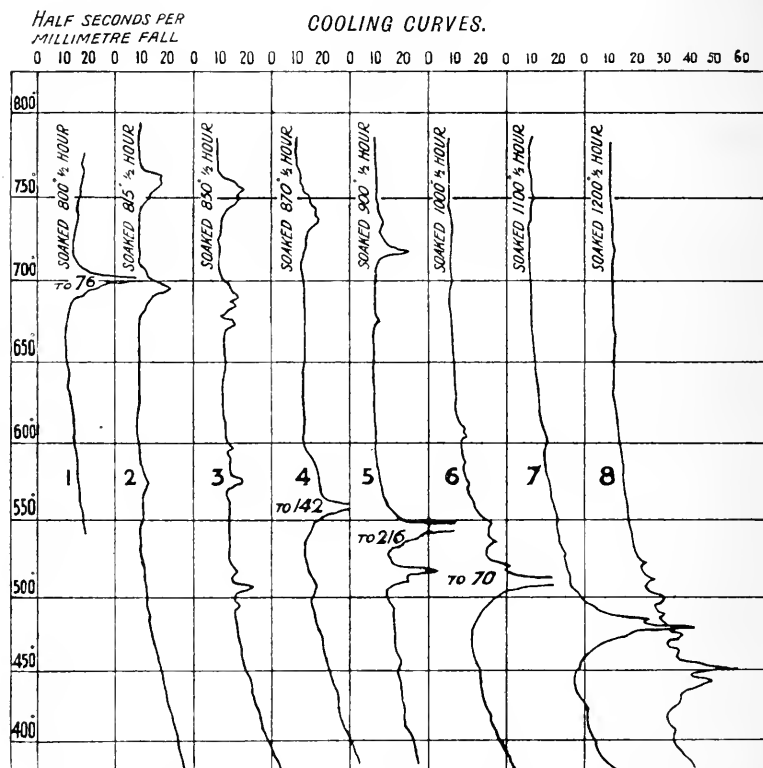 HALF SECONDS PER
MILLIMETRE FALL
COOLING CURVES.
0 10 20 0 10 20 0 10 20 0 10 20 0 10 20 0 10 20 0 10 20 0 10 20 30 40 50 60
800°
SOAKED 800° ½ HOUR
SOAKED 815° ½ HOUR
SOAKED 850° ½ HOUR
SOAKED 870° ½ HOUR
SOAKED 900° ½ HOUR
SOAKED 1000° ½ HOUR
SOAKED 1100° ½ HOUR
SOAKED 1200° ½ HOUR
750°
700°
TO 76
650°
600°
1 2 3 4 5 6 7 8
550°
TO 142
TO 216
TO 70
500°
450°
400°